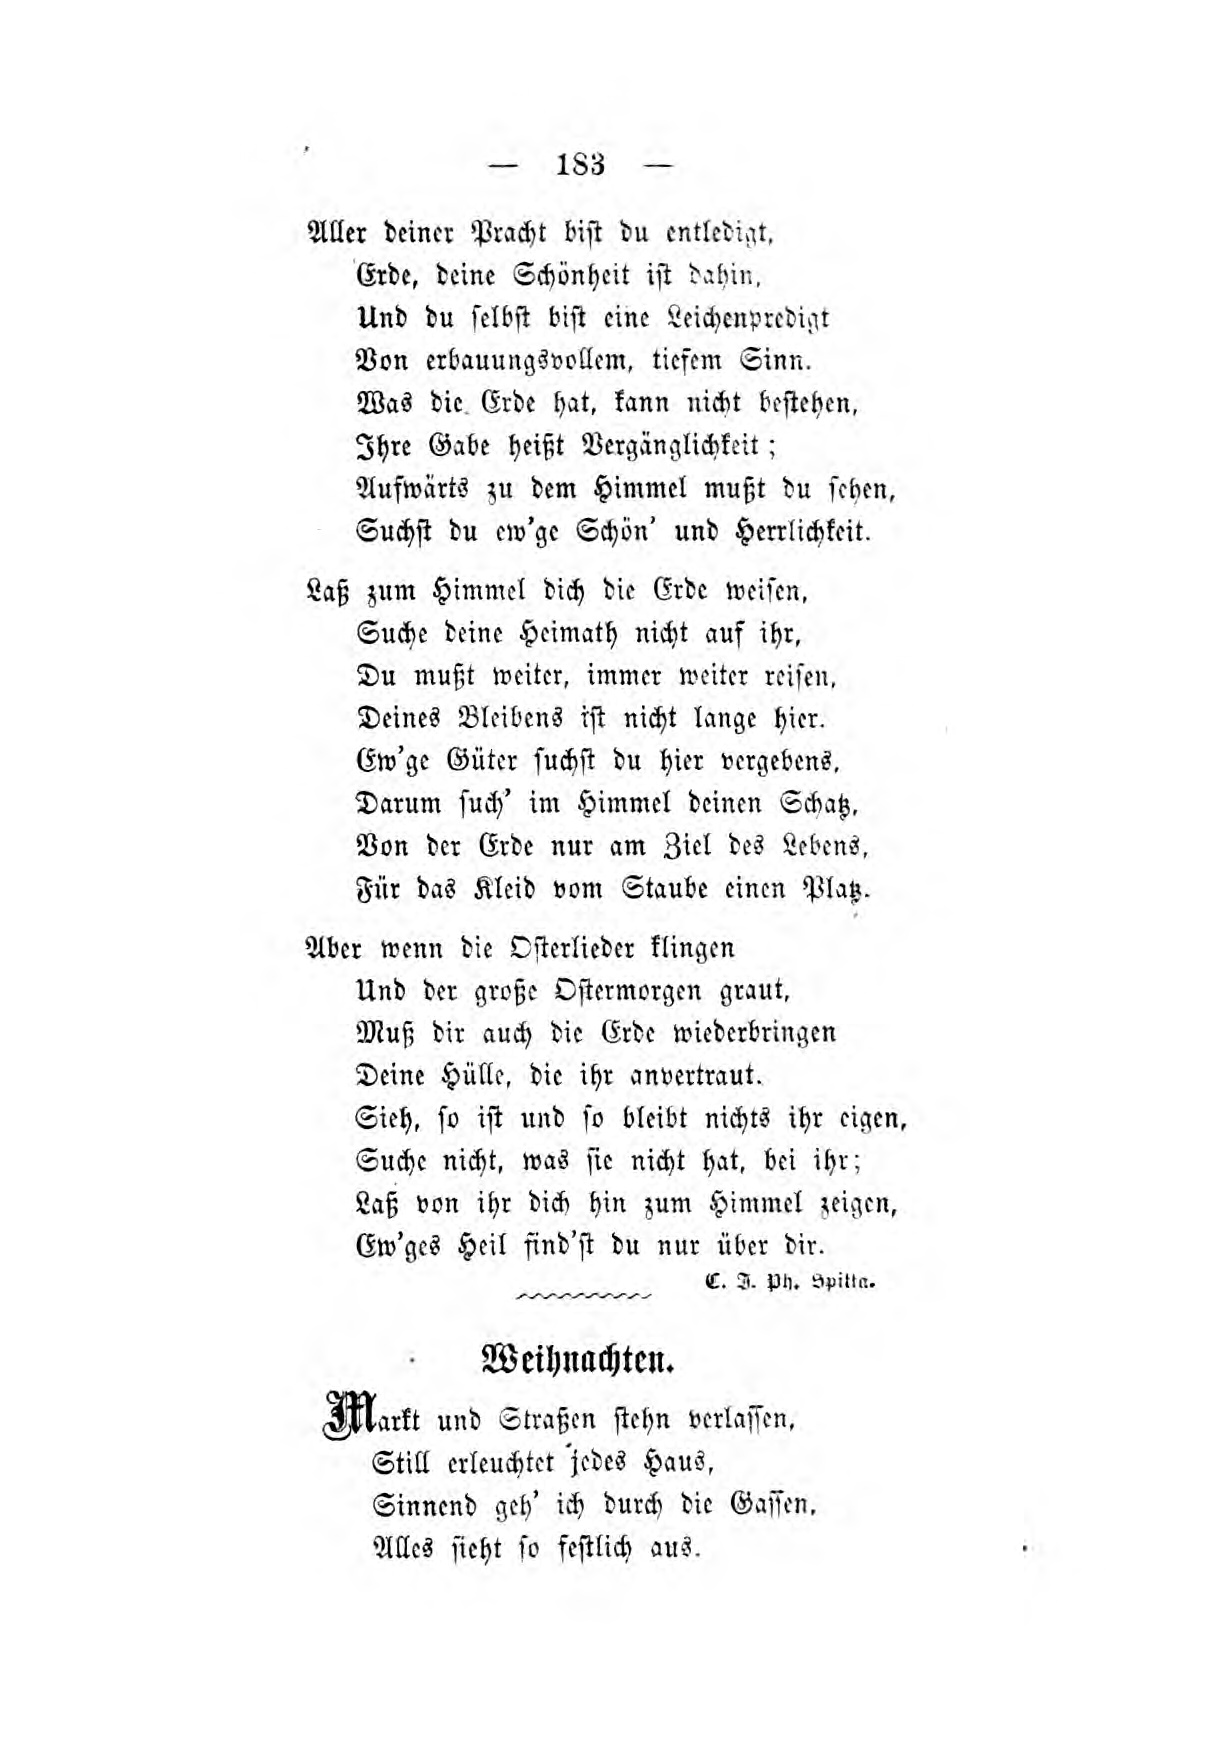 — 183 —
Aller deiner Pracht bist du entledigt,
Erde, deine Schönheit ist dahin,
Und du selbst bist eine Leichenpredigt
Von erbauungsvollem, tiefem Sinn.
Was die Erde hat, kann nicht bestehen,
Ihre Gabe heißt Vergänglichkeit;
Aufwärts zu dem Himmel mußt du sehen,
Suchst du ew'ge Schön' und Herrlichkeit.
Laß zum Himmel dich die Erde weisen,
Suche deine Heimath nicht auf ihr,
Du mußt weiter, immer weiter reisen,
Deines Bleibens ist nicht lange hier.
Ew'ge Güter suchst du hier vergebens,
Darum such' im Himmel deinen Schatz,
Von der Erde nur am Ziel des Lebens,
Für das Kleid vom Staube einen Platz.
Aber wenn die Osterlieder klingen
Und der große Ostermorgen graut,
Muß dir auch die Erde wiederbringen
Deine Hülle, die ihr anvertraut.
Sieh, so ist und so bleibt nichts ihr eigen,
Suche nicht, was sie nicht hat, bei ihr;
Laß von ihr dich hin zum Himmel zeigen,
Ew'ges Heil find'st du nur über dir.
C. J. Ph. Spitta.
Weihnachten.
Markt und Straßen stehn verlassen,
Still erleuchtet jedes Haus,
Sinnend geh' ich durch die Gassen,
Alles sieht so festlich aus.